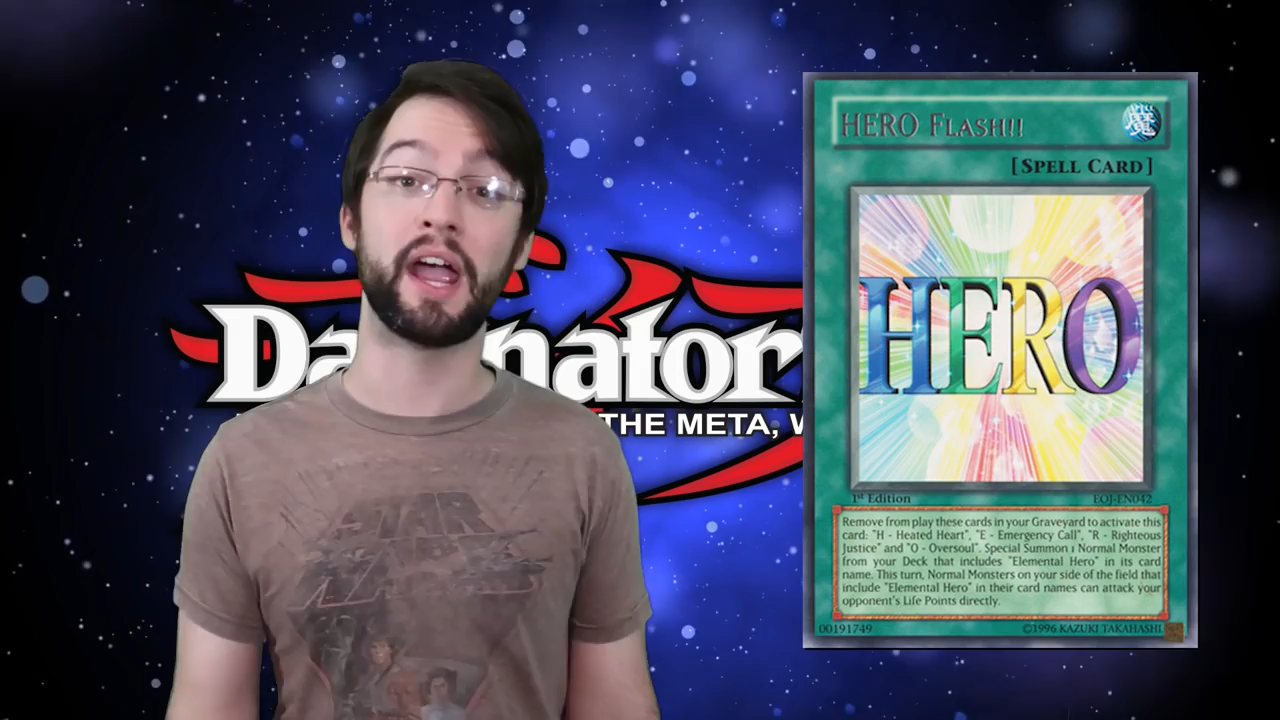 HERO FLASH!!
[SPELL CARD]
HERO
THE META, W
STAR
WARS
1st Edition
EOJ-EN042
Remove from play these cards in your Graveyard to activate this
card: "H - Heated Heart", "E - Emergency Call", "R - Righteous
Justice" and "O - Oversoul". Special Summon 1 Normal Monster
from your Deck that includes "Elemental Hero" in its card
name. This turn, Normal Monsters on your side of the field that
include "Elemental Hero" in their card names can attack your
opponent's Life Points directly.
00191749
©1996 KAZUKI TAKAHASHI